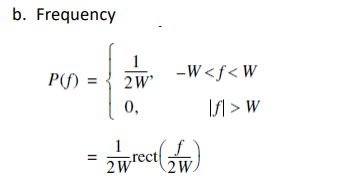 b. Frequency
P(f) = { 1/2W, -W < f < W
0, |f| > W
= 1/2W rect(f/2W)